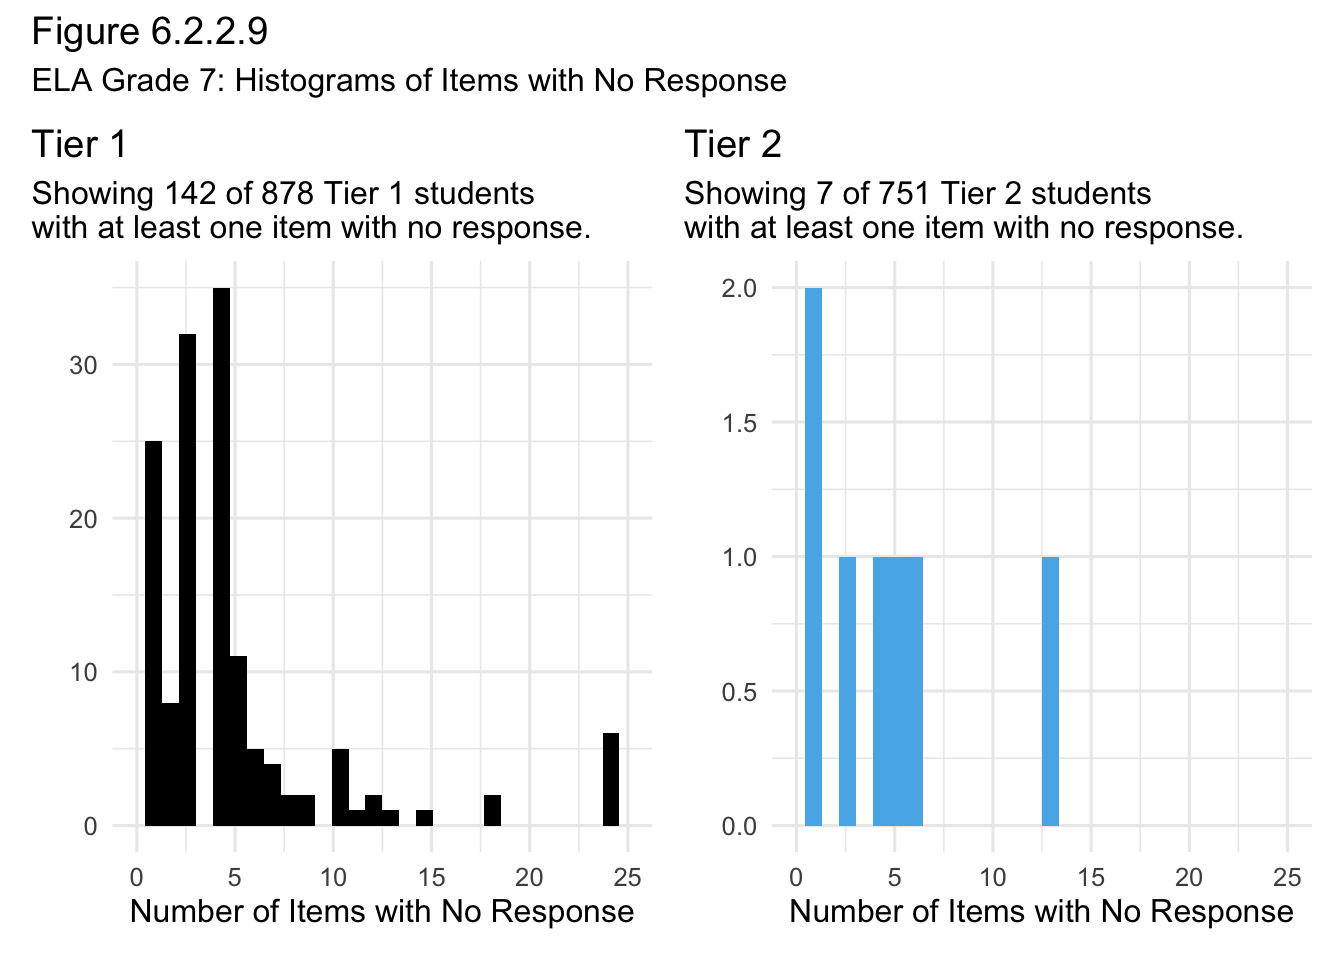 Figure 6.2.2.9
ELA Grade 7: Histograms of Items with No Response
Tier 1
Showing 142 of 878 Tier 1 students
with at least one item with no response.
30
20
10
0
0 5 10 15 20 25
Number of Items with No Response
Tier 2
Showing 7 of 751 Tier 2 students
with at least one item with no response.
2.0
1.5
1.0
0.5
0.0
0 5 10 15 20 25
Number of Items with No Response